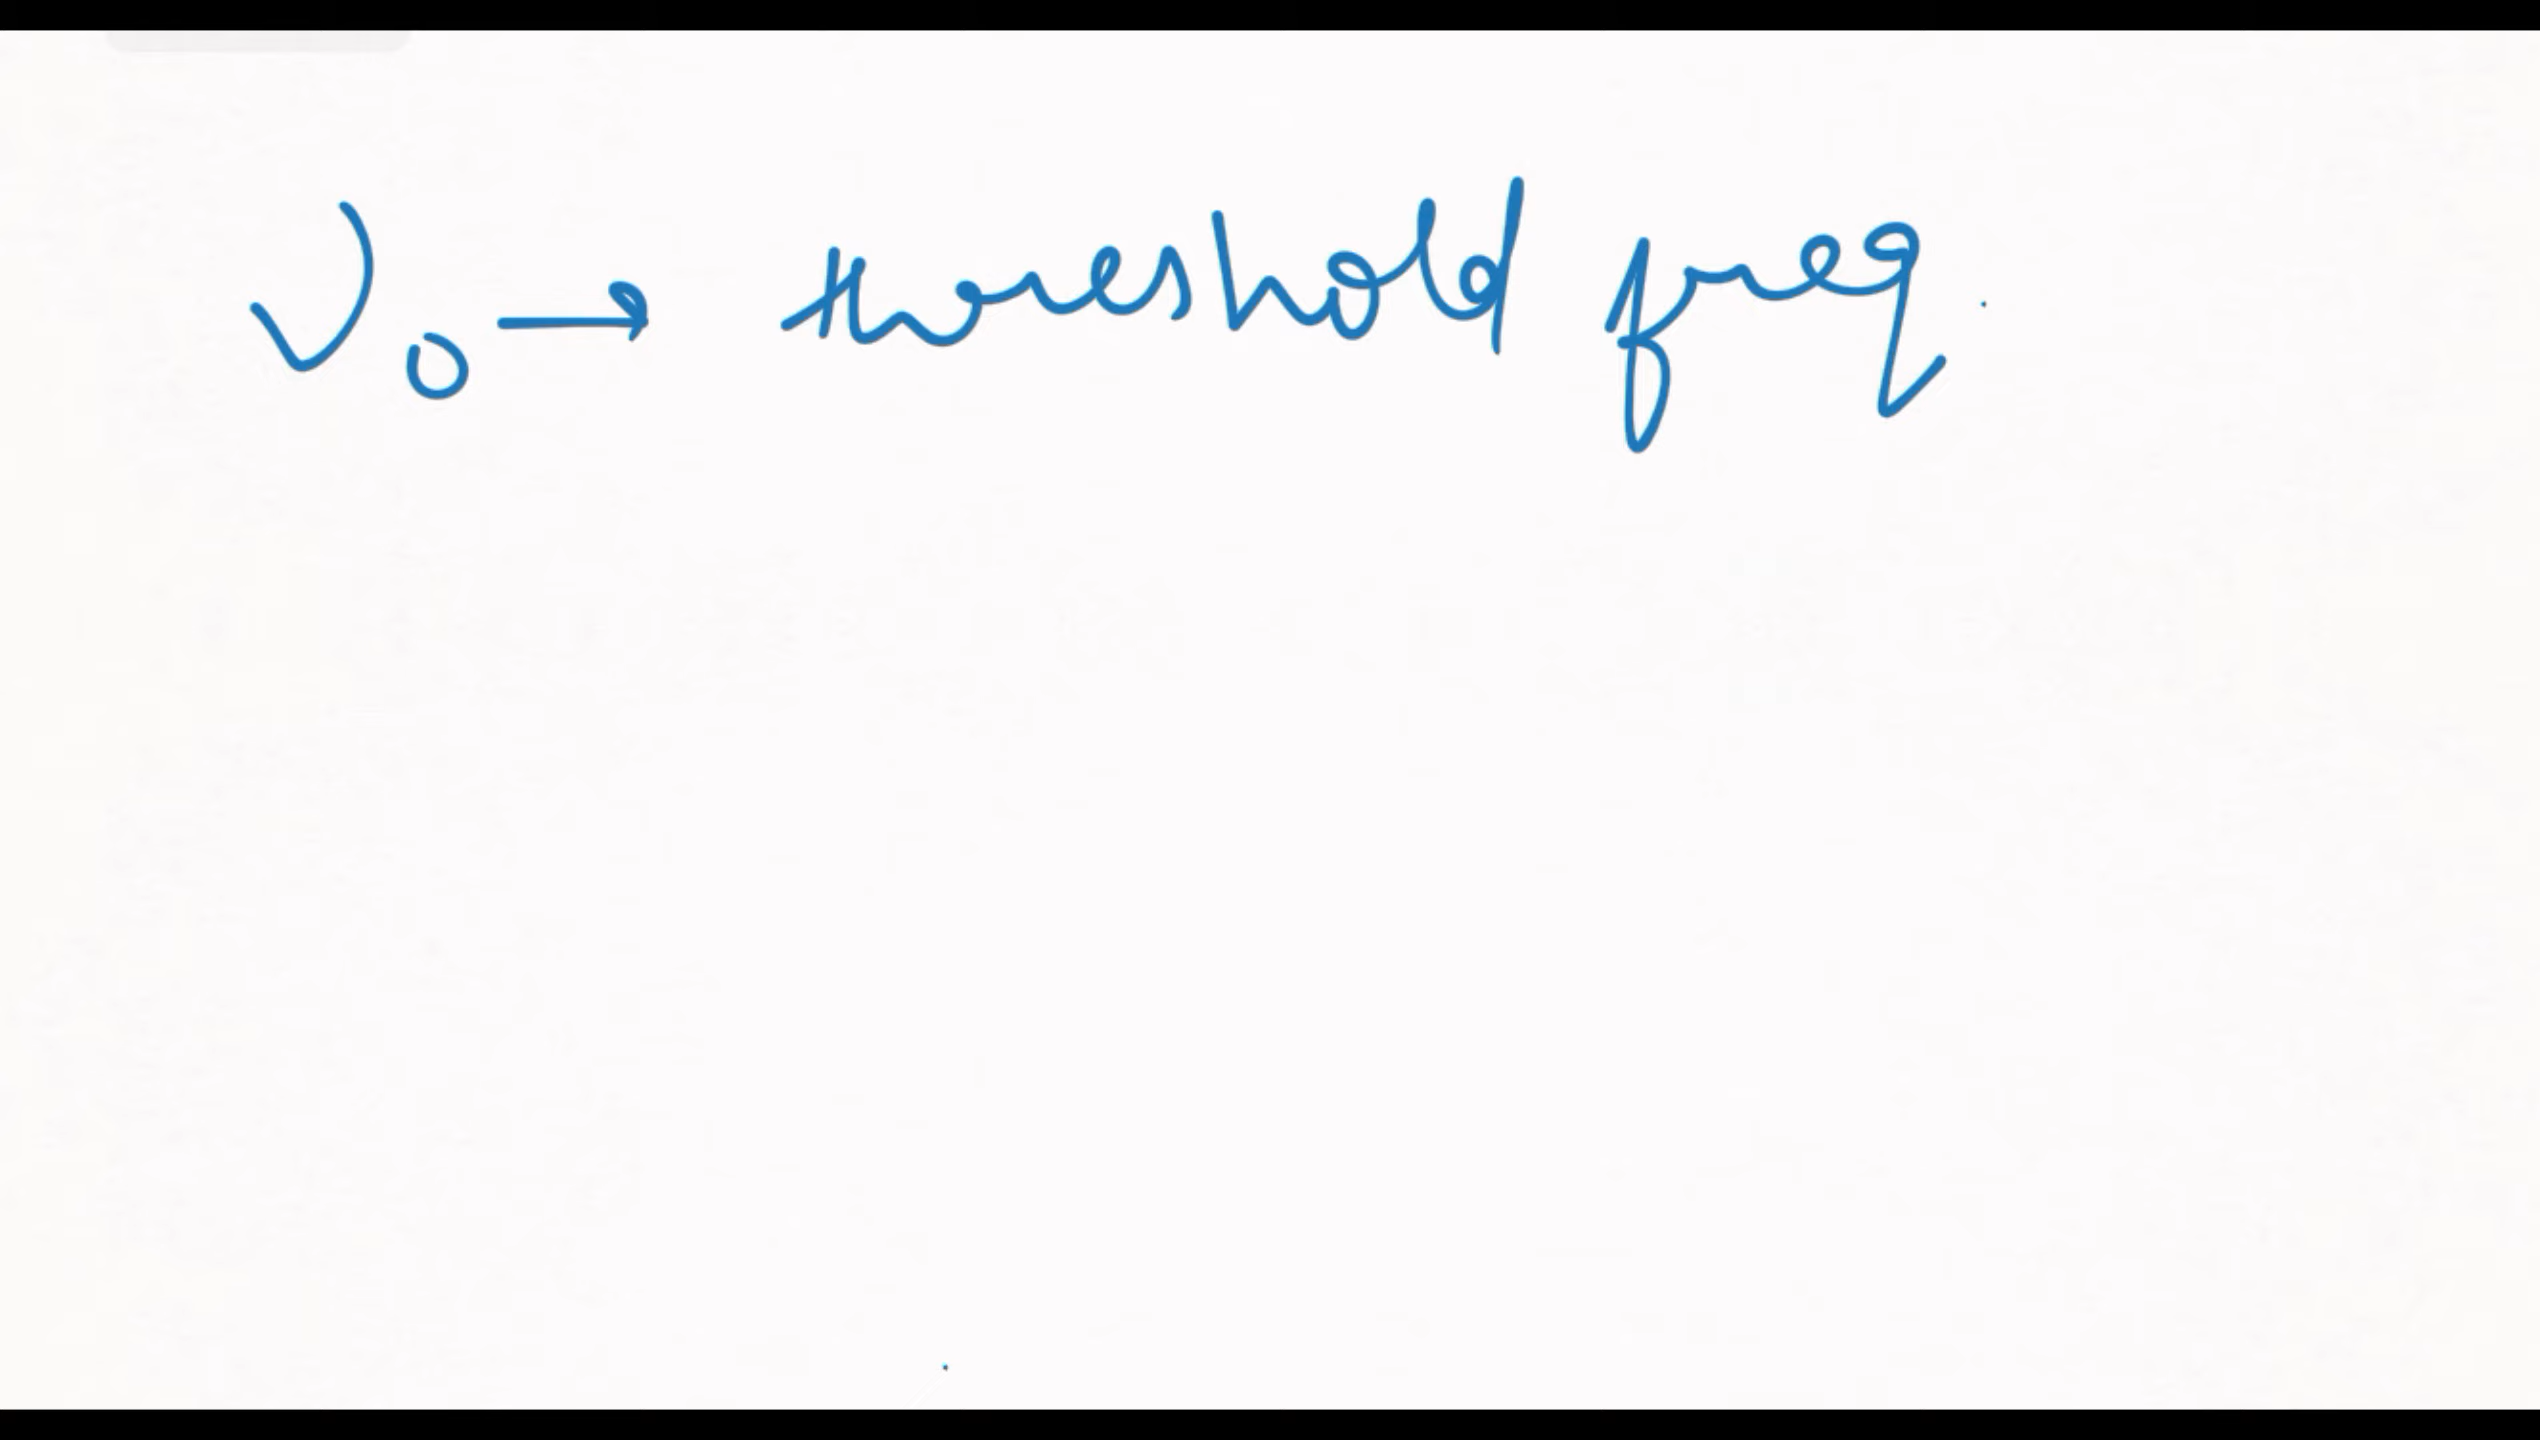 ν₀ → threshold freq.